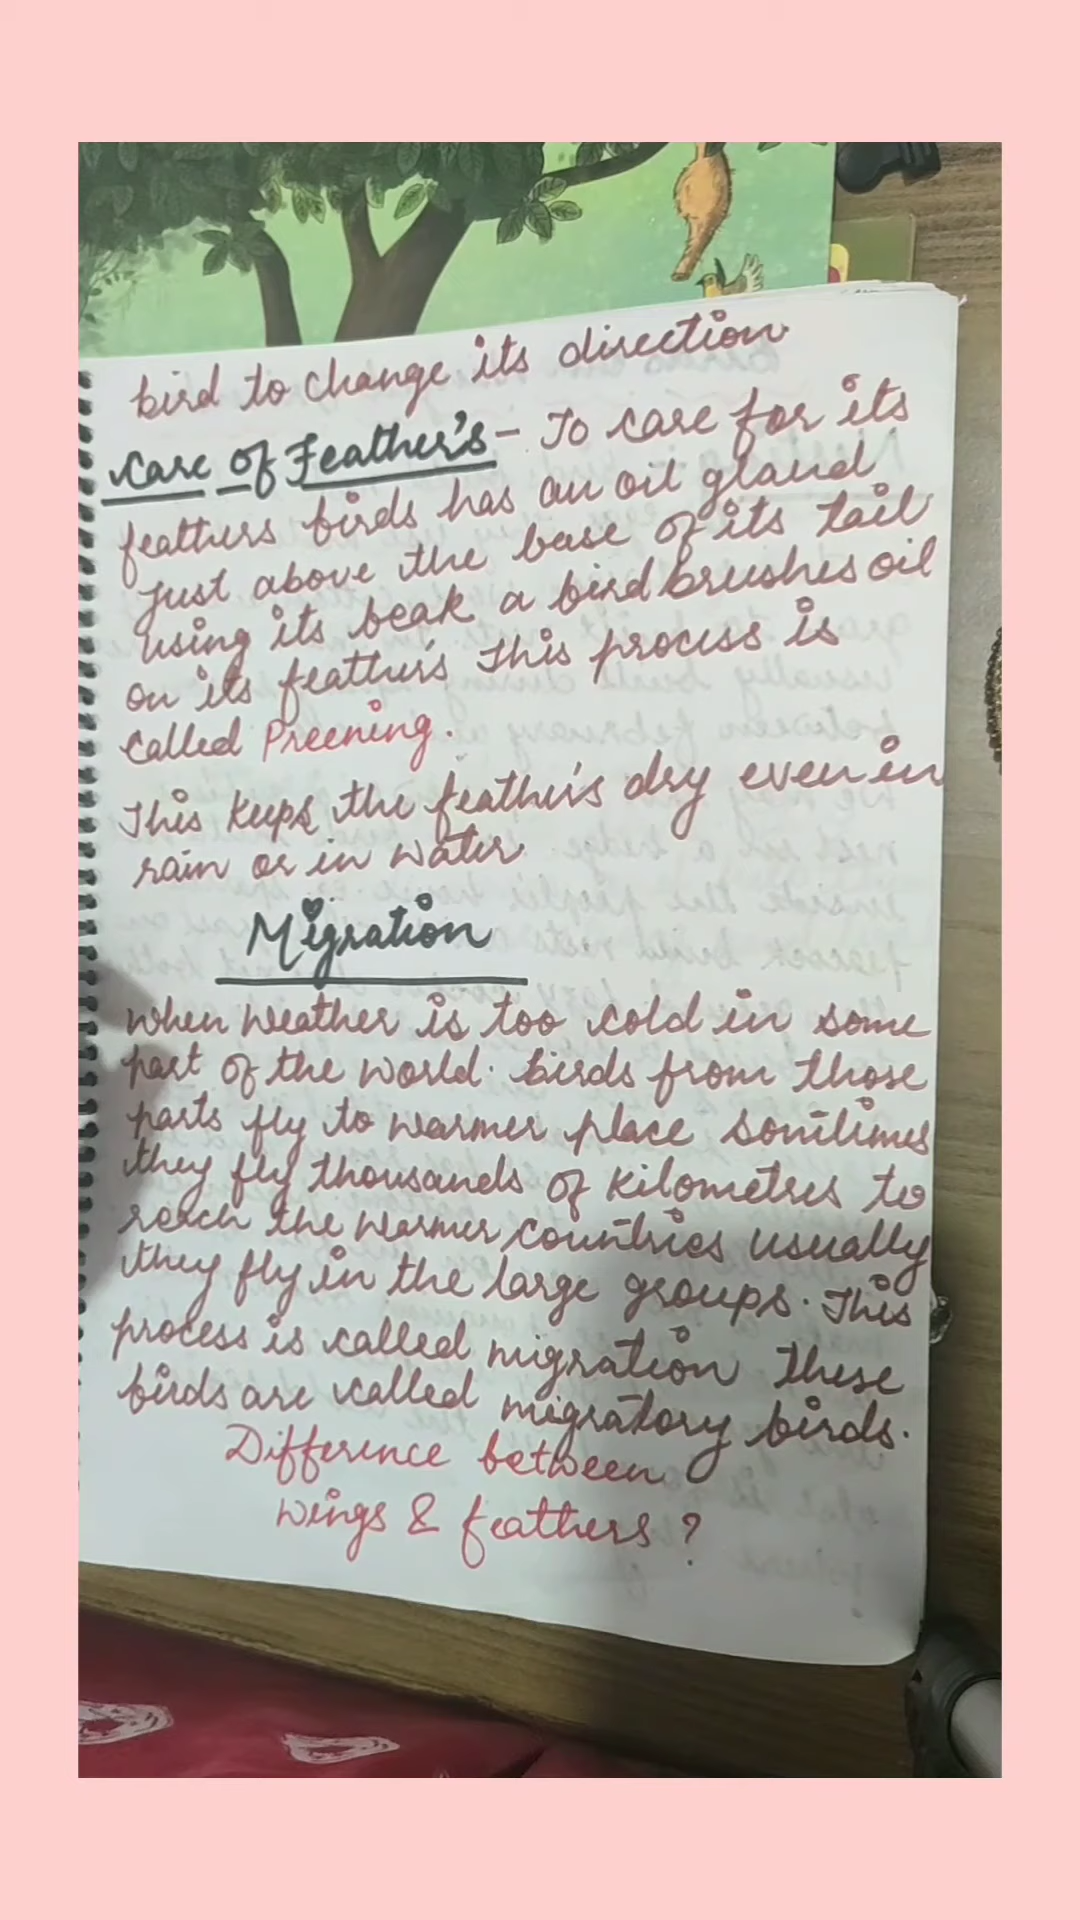 bird to change its direction
Care of Feather's - To care for its
feathers birds has an oil gland
just above the base of its tail
using its beak a bird brushes oil
on its feather's This process is
called Preening.
This keeps the feather's dry even in
rain or in water
Migration
when weather is too cold in some
part of the world. Birds from those
parts fly to warmer place sometimes
they fly thousands of kilometres to
reach the warmer countries usually
they fly in the large groups. This
process is called migration These
birds are called migratory birds.
Difference between
wings & feathers ?